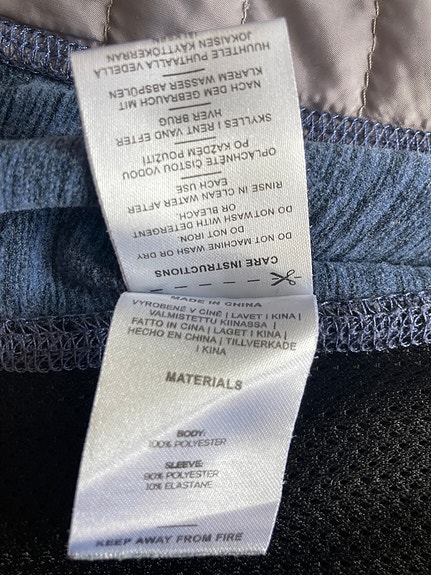 CARE INSTRUCTIONS
DO NOT MACHINE WASH OR DRY
DO NOT IRON.
DO NOT WASH WITH DETERGENT
OR BLEACH.
RINSE IN CLEAN WATER AFTER
EACH USE
OPLACHNĚTE ČISTOU VODOU
PO KAŽDÉM POUŽITÍ
SKYLLES I RENT VAND EFTER
HVER BRUG
NACH DEM GEBRAUCH MIT
KLAREM WASSER ABSPÜLEN
HUUHTELE PUHTAALLA VEDELLÄ
JOKAISEN KÄYTTÖKERRAN
MADE IN CHINA
VYROBENÉ V ČÍNĚ | LAVET I KINA |
VALMISTETTU KIINASSA |
FATTO IN CINA | LAGET I KINA |
HECHO EN CHINA | TILLVERKADE
I KINA
MATERIALS
BODY:
100% POLYESTER
SLEEVE:
90% POLYESTER
10% ELASTANE
KEEP AWAY FROM FIRE